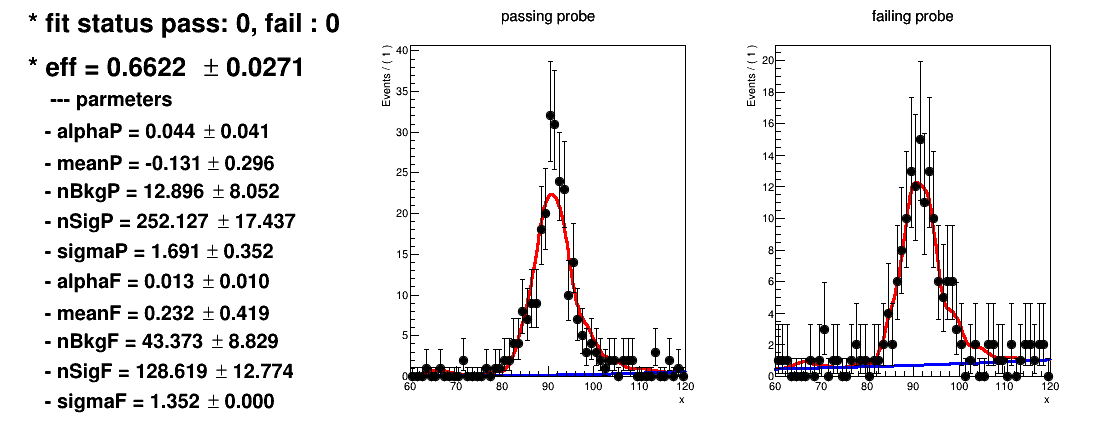 * fit status pass: 0, fail : 0
* eff = 0.6622 ± 0.0271
--- parmeters
- alphaP = 0.044 ± 0.041
- meanP = -0.131 ± 0.296
- nBkgP = 12.896 ± 8.052
- nSigP = 252.127 ± 17.437
- sigmaP = 1.691 ± 0.352
- alphaF = 0.013 ± 0.010
- meanF = 0.232 ± 0.419
- nBkgF = 43.373 ± 8.829
- nSigF = 128.619 ± 12.774
- sigmaF = 1.352 ± 0.000
passing probe
Events / ( 1 )
40
35
30
25
20
15
10
5
0
60 70 80 90 100 110 120
x
failing probe
Events / ( 1 )
20
18
16
14
12
10
8
6
4
2
0
60 70 80 90 100 110 120
x